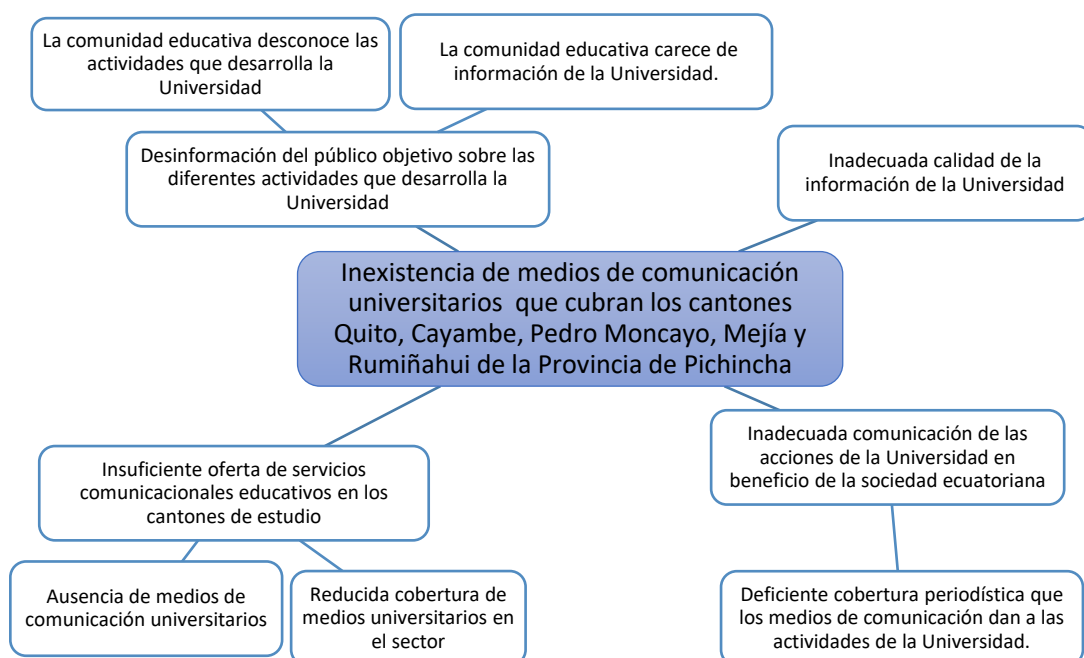 La comunidad educativa desconoce las
actividades que desarrolla la
Universidad
La comunidad educativa carece de
información de la Universidad.
Desinformación del público objetivo sobre las
diferentes actividades que desarrolla la
Universidad
Inadecuada calidad de la
información de la Universidad
Inexistencia de medios de comunicación
universitarios que cubran los cantones
Quito, Cayambe, Pedro Moncayo, Mejía y
Rumiñahui de la Provincia de Pichincha
Insuficiente oferta de servicios
comunicacionales educativos en los
cantones de estudio
Inadecuada comunicación de las
acciones de la Universidad en
beneficio de la sociedad ecuatoriana
Ausencia de medios de
comunicación universitarios
Reducida cobertura de
medios universitarios en
el sector
Deficiente cobertura periodística que
los medios de comunicación dan a las
actividades de la Universidad.